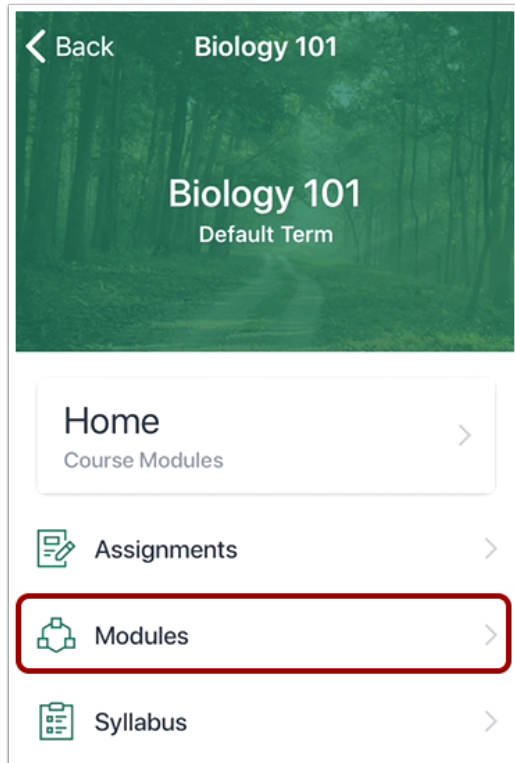 Back
Biology 101
Biology 101
Default Term
Home
Course Modules
Assignments
Modules
Syllabus